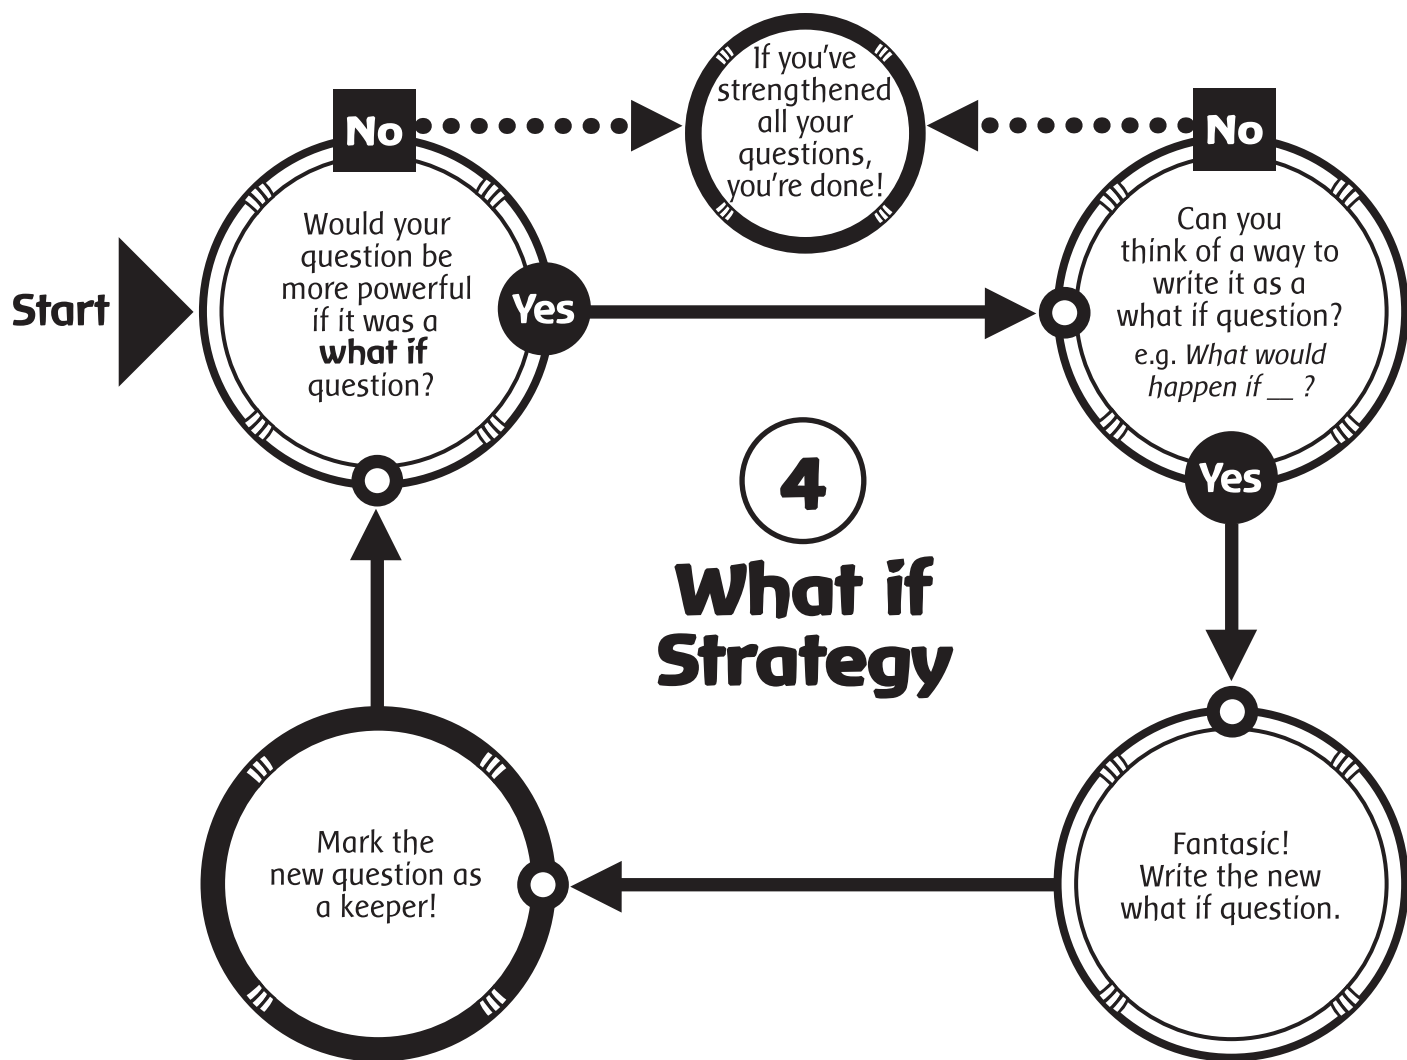 If you've
strengthened
all your
questions,
you're done!
No
No
Start
Would your
question be
more powerful
if it was a
what if
question?
Yes
Can you
think of a way to
write it as a
what if question?
e.g. What would
happen if __ ?
Yes
4
What if
Strategy
Fantasic!
Write the new
what if question.
Mark the
new question as
a keeper!